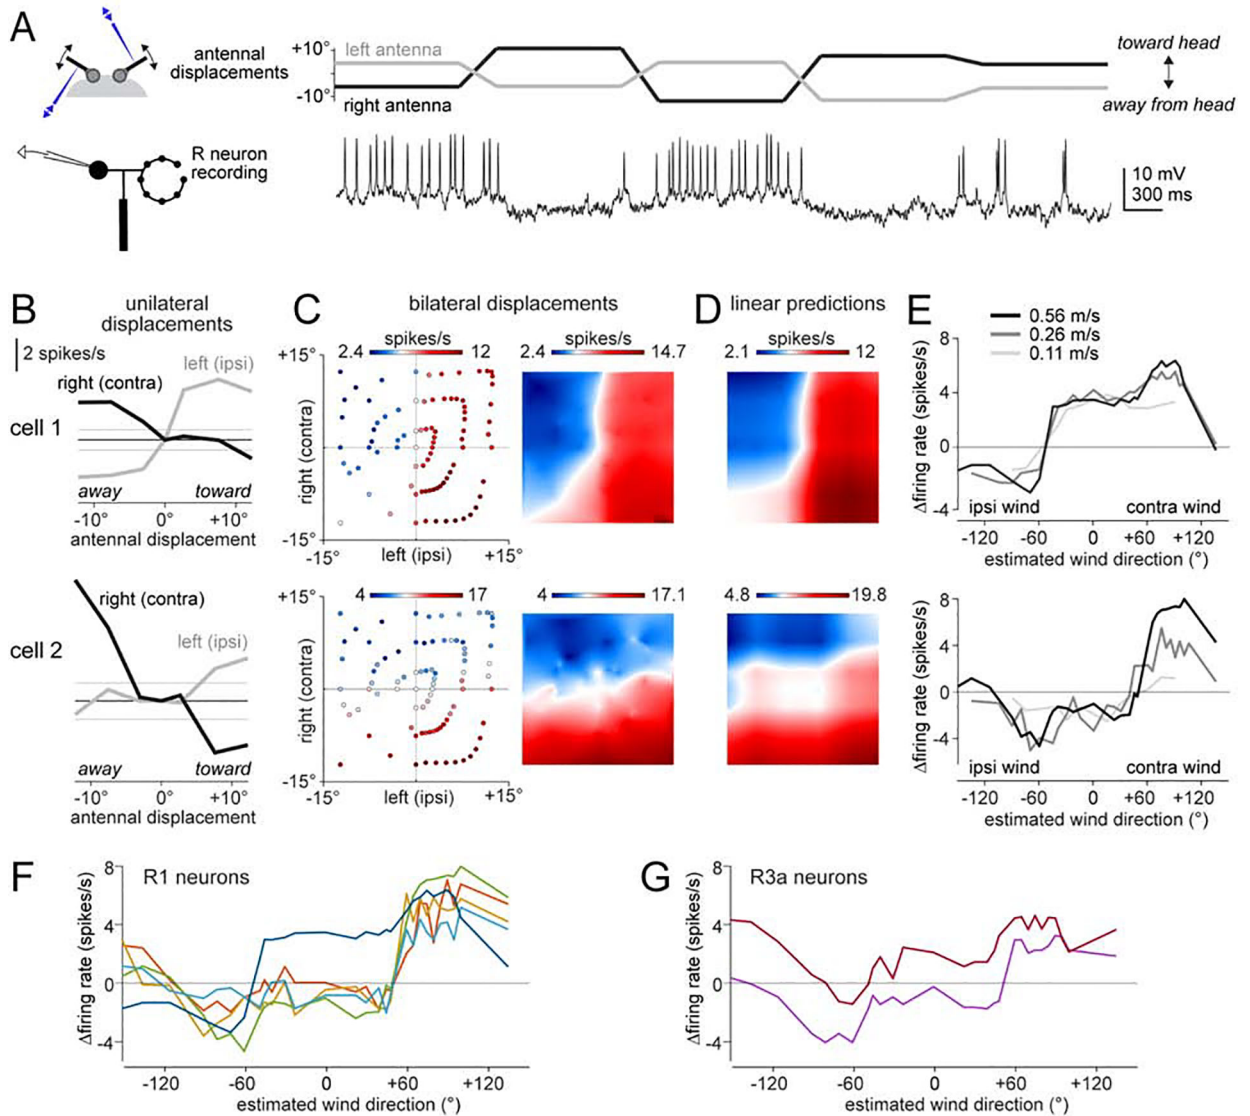 A
antennal
displacements
+10°
-10°
left antenna
right antenna
toward head
away from head
R neuron
recording
10 mV
300 ms
B
unilateral
displacements
2 spikes/s
left (ipsi)
right (contra)
cell 1
away
toward
-10°
0°
+10°
antennal displacement
right (contra)
left (ipsi)
cell 2
away
toward
-10°
0°
+10°
antennal displacement
C
bilateral displacements
spikes/s
2.4
12
+15°
right (contra)
-15°
-15°
left (ipsi)
+15°
spikes/s
2.4
14.7
+15°
4
17
right (contra)
-15°
-15°
left (ipsi)
+15°
4
17.1
D
linear predictions
spikes/s
2.1
12
4.8
19.8
E
0.56 m/s
0.26 m/s
0.11 m/s
Δfiring rate (spikes/s)
8
4
0
-4
ipsi wind
contra wind
-120
-60
0
+60
+120
estimated wind direction (°)
Δfiring rate (spikes/s)
8
4
0
-4
ipsi wind
contra wind
-120
-60
0
+60
+120
estimated wind direction (°)
F
R1 neurons
Δfiring rate (spikes/s)
8
4
0
-4
-120
-60
0
+60
+120
estimated wind direction (°)
G
R3a neurons
Δfiring rate (spikes/s)
8
4
0
-4
-120
-60
0
+60
+120
estimated wind direction (°)